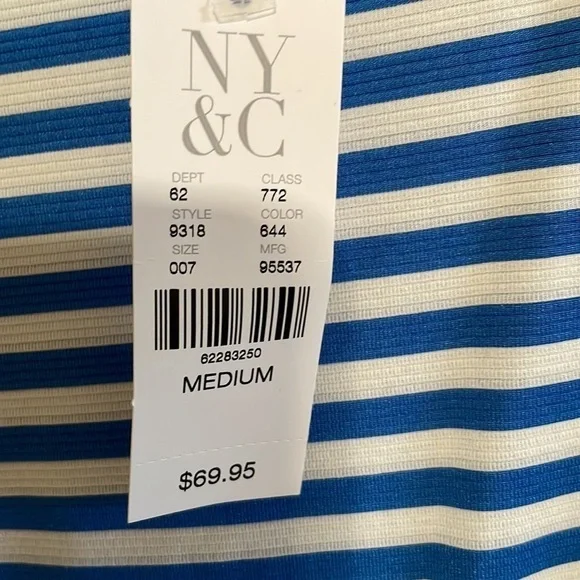 NY
&C
DEPT CLASS
62 772
STYLE COLOR
9318 644
SIZE MFG
007 95537
62283250
MEDIUM
$69.95